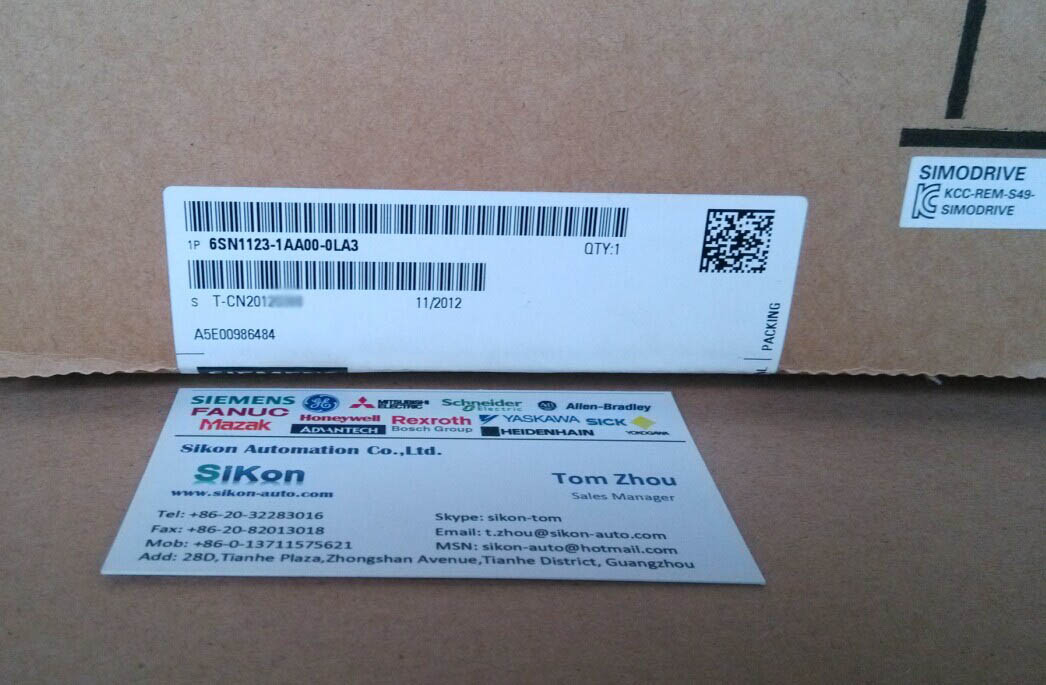 SIMODRIVE
KCC-REM-S49-
SIMODRIVE
1P 6SN1123-1AA00-0LA3 QTY:1
S T-CN2012 11/2012
A5E00986484
PACKING
SIEMENS GE MITSUBISHI ELECTRIC Schneider Electric AB Allen-Bradley
FANUC Honeywell Rexroth YASKAWA SICK
Mazak ADVANTECH Bosch Group HEIDENHAIN YOKOGAWA
Sikon Automation Co.,Ltd.
SiKon
www.sikon-auto.com
Tom Zhou
Sales Manager
Tel: +86-20-32283016
Fax: +86-20-82013018
Mob: +86-0-13711575621
Skype: sikon-tom
Email: t.zhou@sikon-auto.com
MSN: sikon-auto@hotmail.com
Add: 28D,Tianhe Plaza,Zhongshan Avenue,Tianhe District, Guangzhou